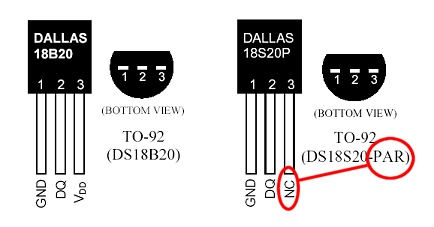 DALLAS
18B20
1 2 3
1 2 3
(BOTTOM VIEW)
TO-92
(DS18B20)
GND
DQ
VDD
DALLAS
18S20P
1 2 3
1 2 3
(BOTTOM VIEW)
TO-92
(DS18S20-PAR)
GND
DQ
NC